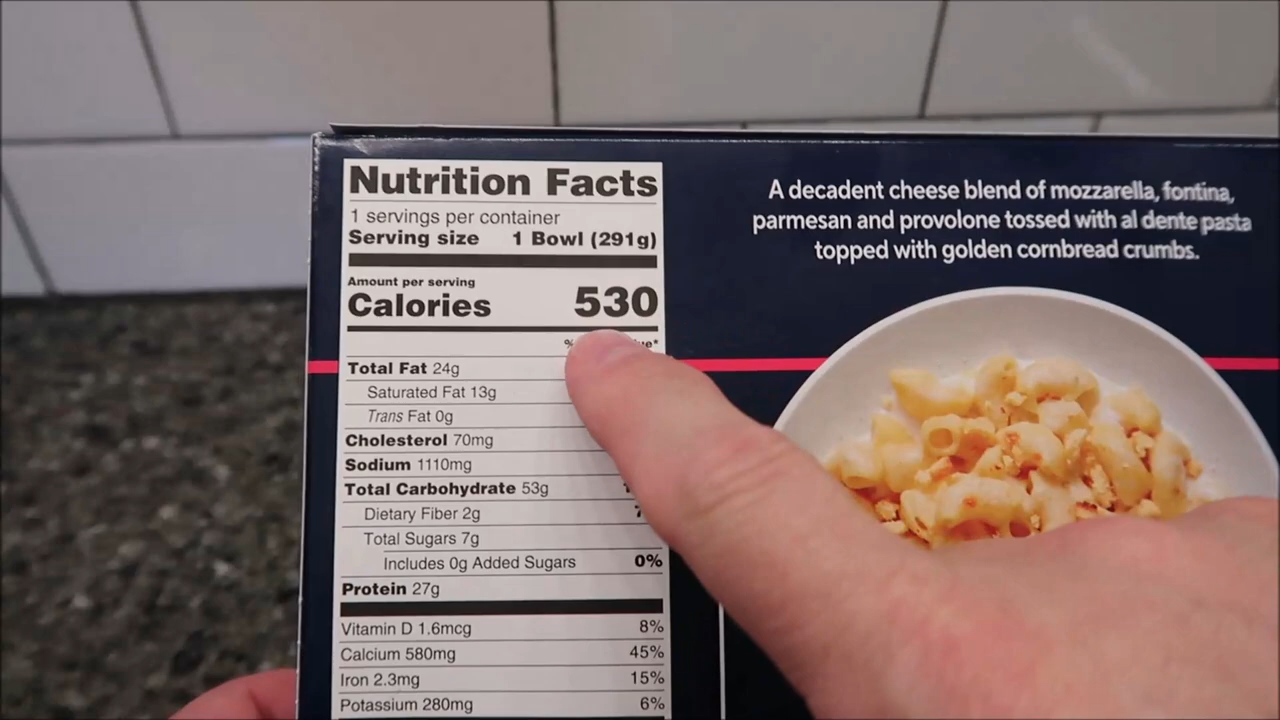 Nutrition Facts
1 servings per container
Serving size 1 Bowl (291g)
Amount per serving
Calories 530
Total Fat 24g
Saturated Fat 13g
Trans Fat 0g
Cholesterol 70mg
Sodium 1110mg
Total Carbohydrate 53g
Dietary Fiber 2g
Total Sugars 7g
Includes 0g Added Sugars 0%
Protein 27g
Vitamin D 1.6mcg 8%
Calcium 580mg 45%
Iron 2.3mg 15%
Potassium 280mg 6%
A decadent cheese blend of mozzarella, fontina,
parmesan and provolone tossed with al dente pasta
topped with golden cornbread crumbs.